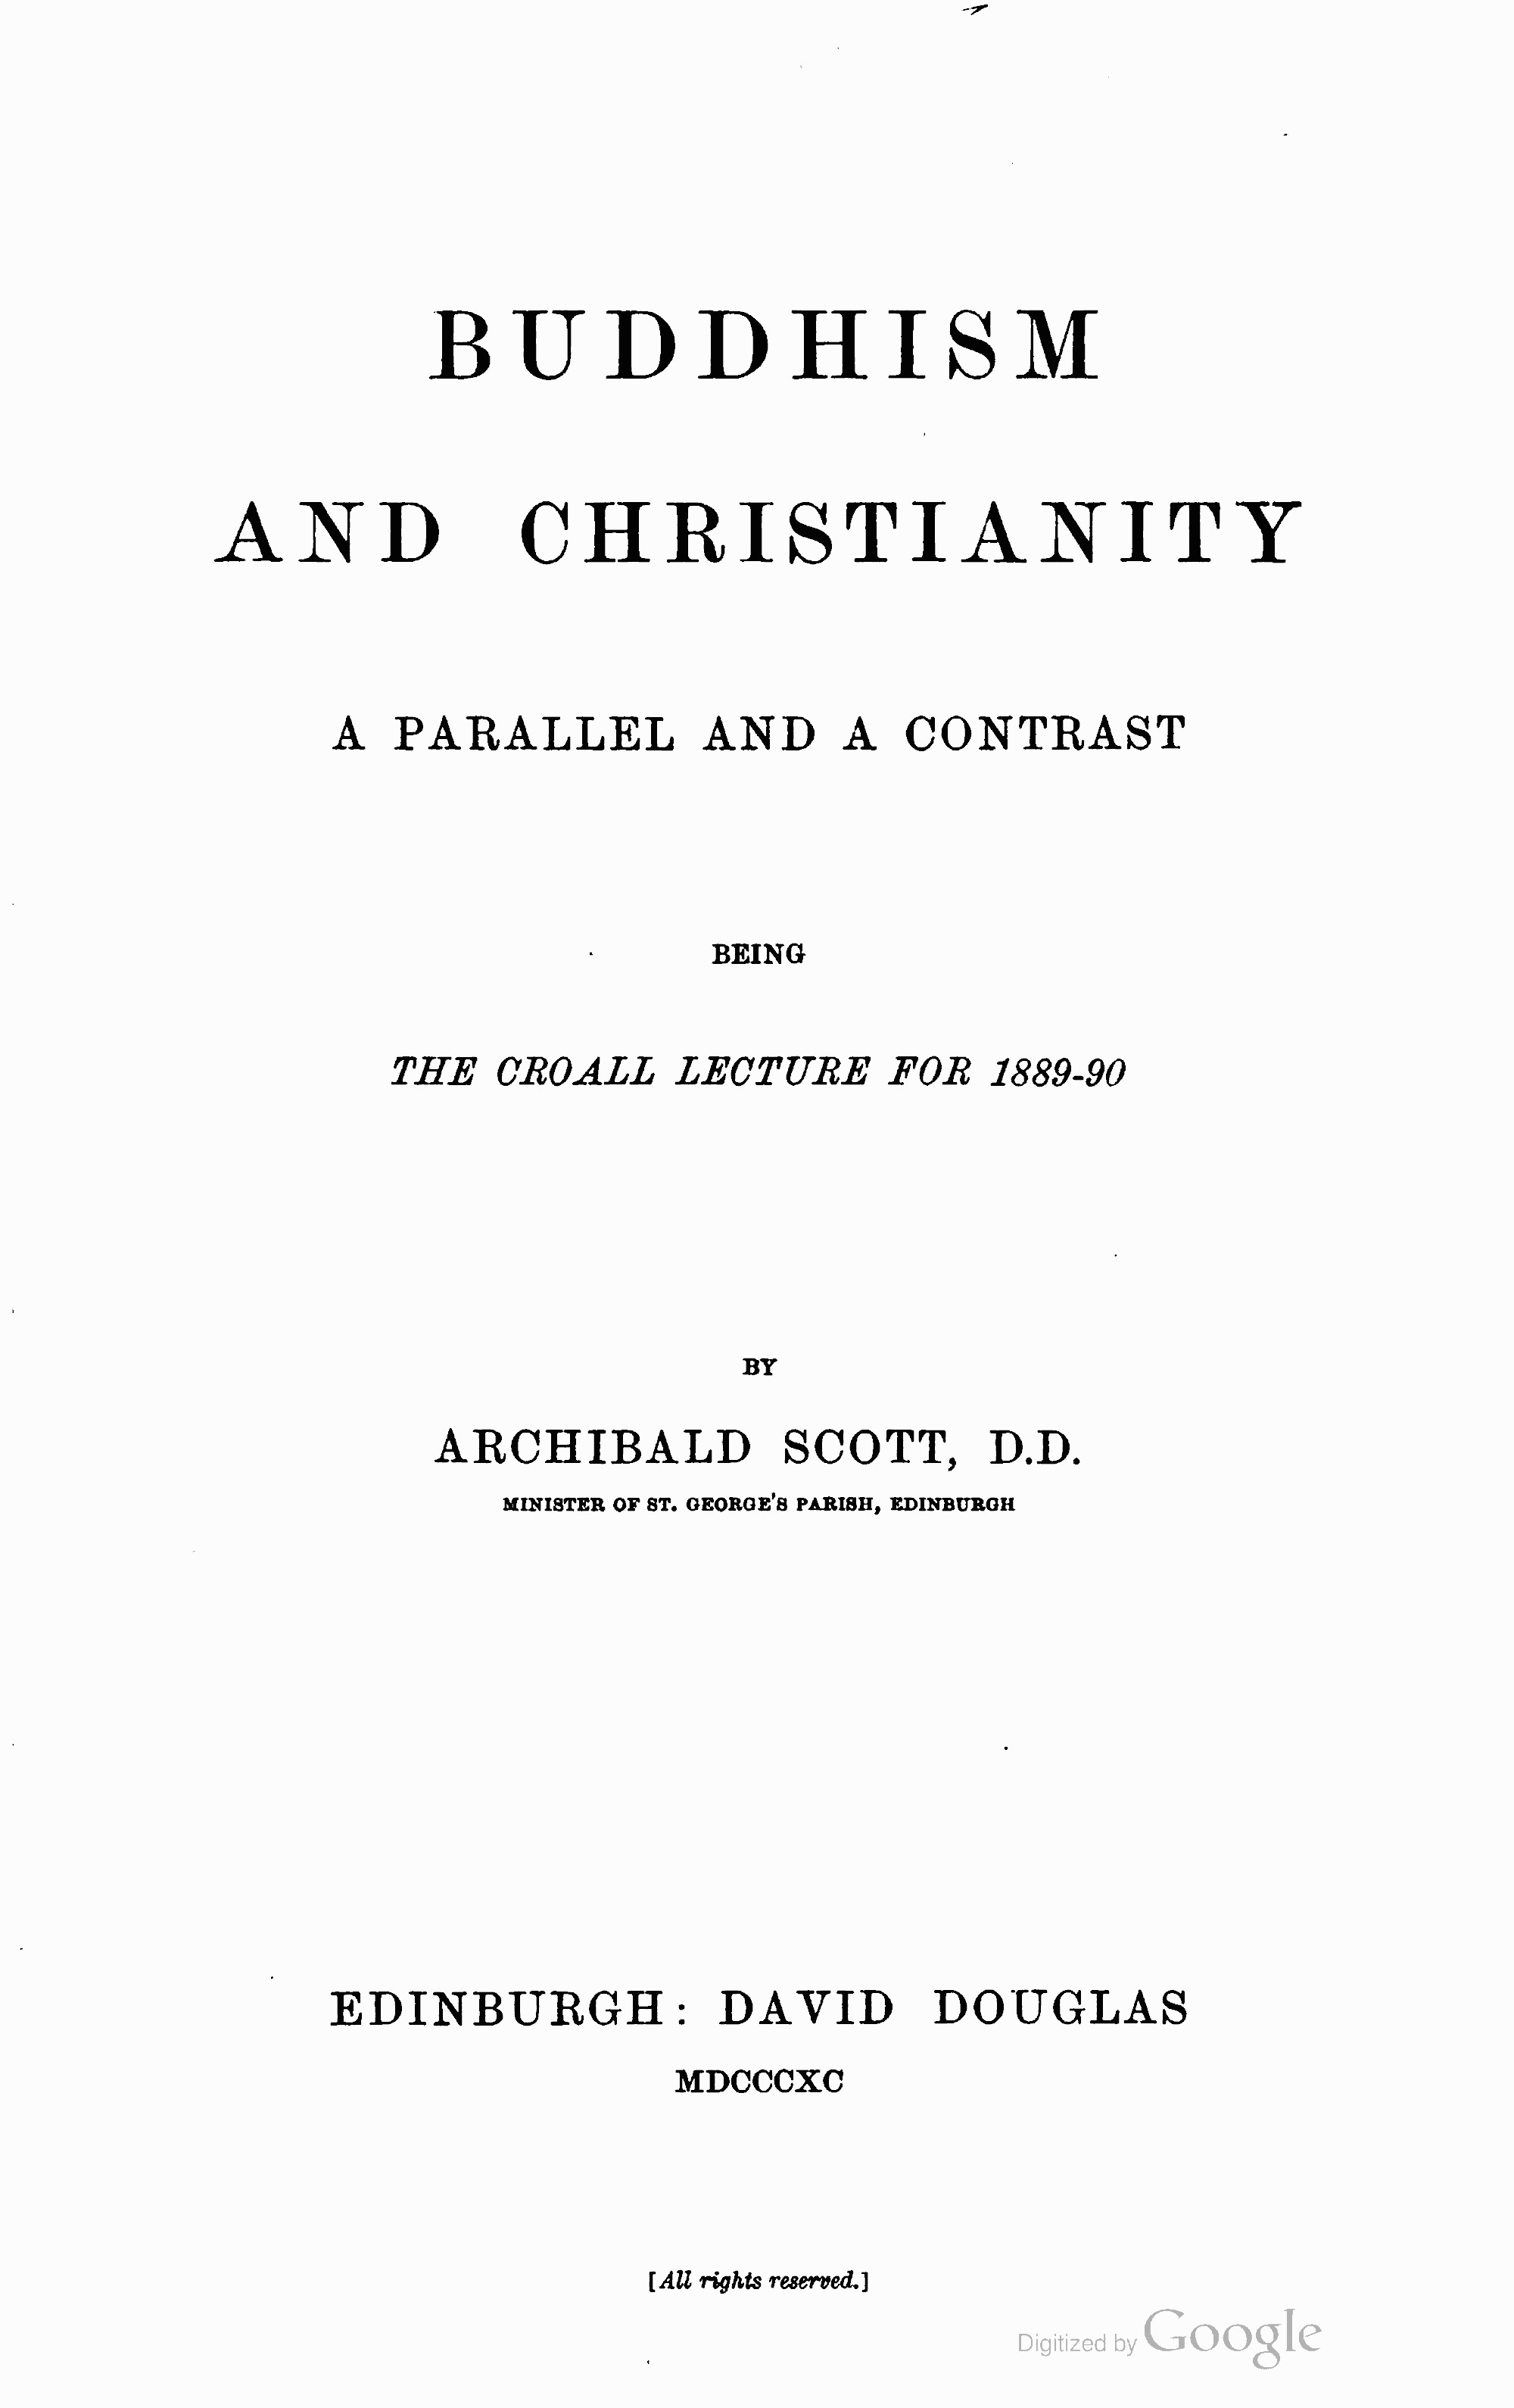 BUDDHISM
AND CHRISTIANITY
A PARALLEL AND A CONTRAST
BEING
THE CROALL LECTURE FOR 1889-90
BY
ARCHIBALD SCOTT, D.D.
MINISTER OF ST. GEORGE'S PARISH, EDINBURGH
EDINBURGH: DAVID DOUGLAS
MDCCCXC
[All rights reserved.]
Digitized by Google